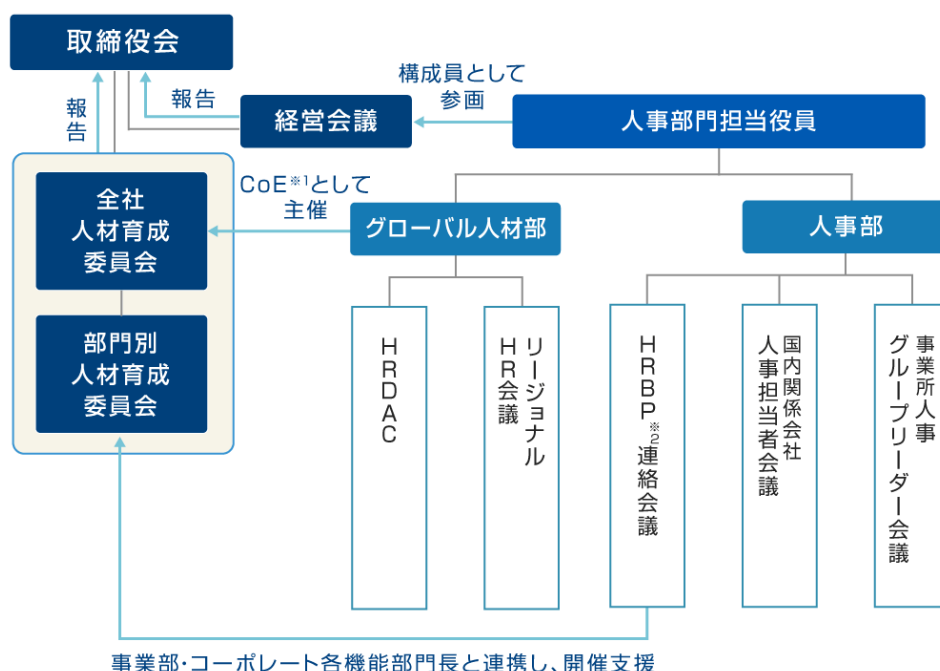 取締役会
報告
報告
経営会議
構成員として
参画
人事部門担当役員
全社
人材育成
委員会
CoE※1として
主催
グローバル人材部
人事部
部門別
人材育成
委員会
HRDAC
リージョナル
HR会議
HRBP※2連絡会議
国内関係会社
人事担当者会議
事業所人事
グループリーダー会議
事業部・コーポレート各機能部門長と連携し、開催支援